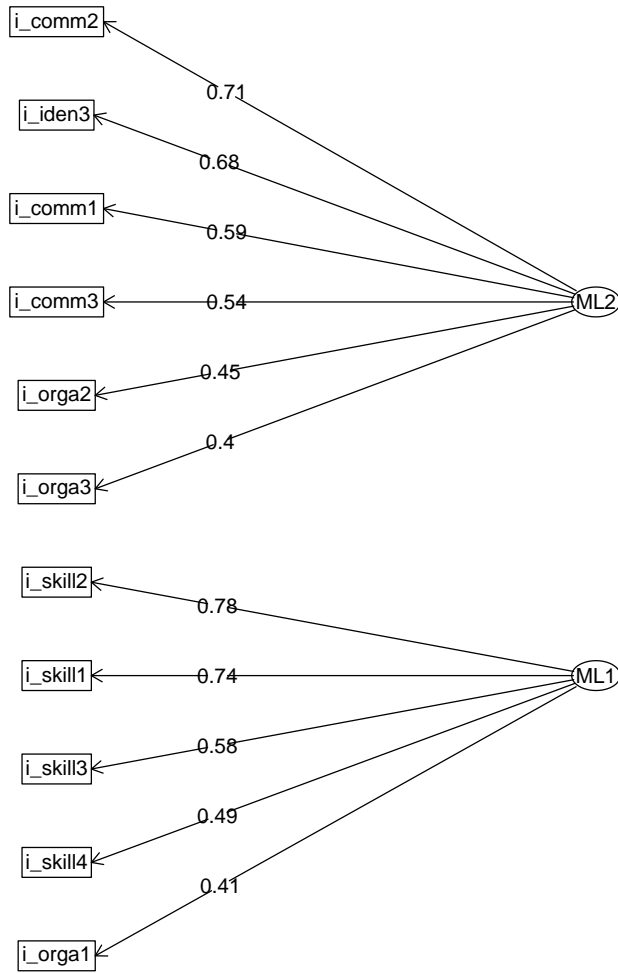 i_comm2
0.71
i_iden3
0.68
i_comm1
0.59
i_comm3
0.54
ML2
i_orga2
0.45
i_orga3
0.4
i_skill2
0.78
i_skill1
0.74
ML1
i_skill3
0.58
i_skill4
0.49
i_orga1
0.41